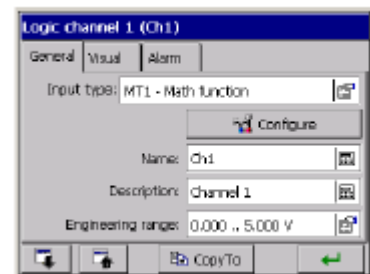 Logic channel 1 (Ch1)
General Visual Alarm
Input type: MT1 - Math function
Configure
Name: Ch1
Description: Channel 1
Engineering range: 0.000 .. 5.000 V
CopyTo